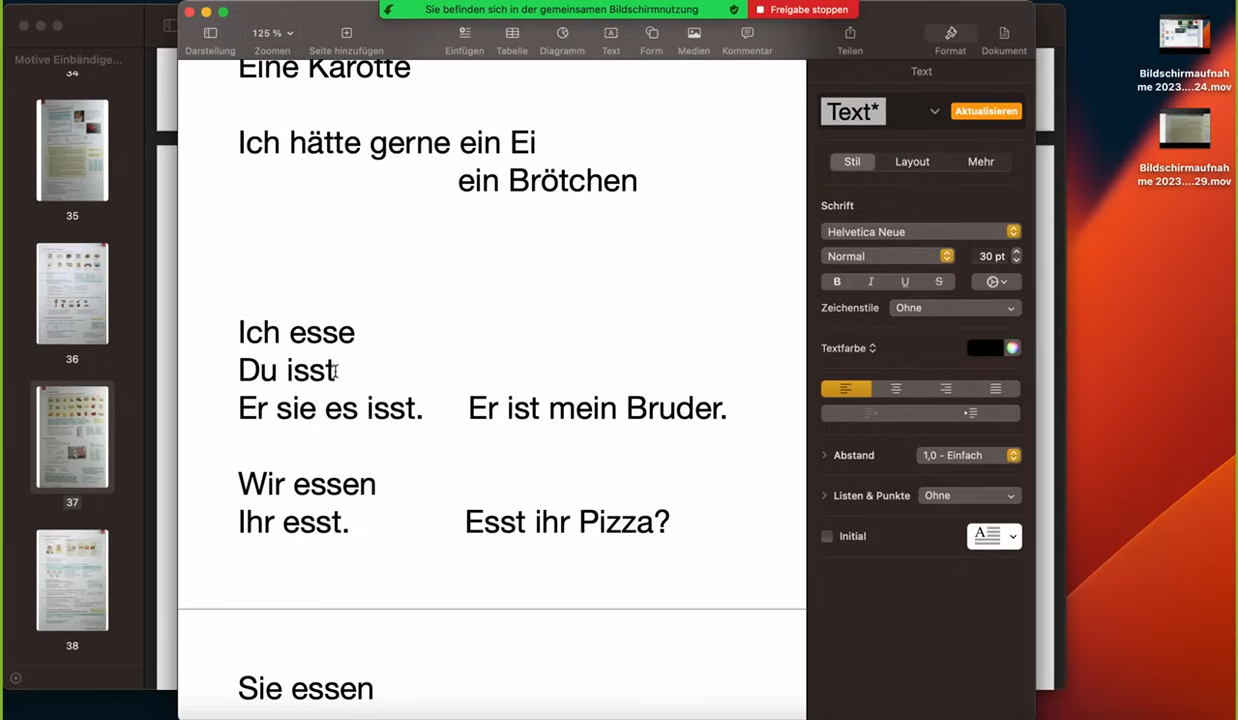 Sie befinden sich in der gemeinsamen Bildschirmnutzung
Freigabe stoppen
Motive Einbändige...
34
35
36
37
38
125 %
Darstellung
Zoomen
Seite hinzufügen
Einfügen
Tabelle
Diagramm
Text
Form
Medien
Kommentar
Teilen
Format
Dokument
Eine Karotte
Ich hätte gerne ein Ei
ein Brötchen
Ich esse
Du isst
Er sie es isst. Er ist mein Bruder.
Wir essen
Ihr esst. Esst ihr Pizza?
Sie essen
Text
Text*
Aktualisieren
Stil Layout Mehr
Schrift
Helvetica Neue
Normal 30 pt
B I U S
Zeichenstile Ohne
Textfarbe
Abstand 1,0 - Einfach
Listen & Punkte Ohne
Initial A
Bildschirmaufnah
me 2023....24.mov
Bildschirmaufnah
me 2023....29.mov